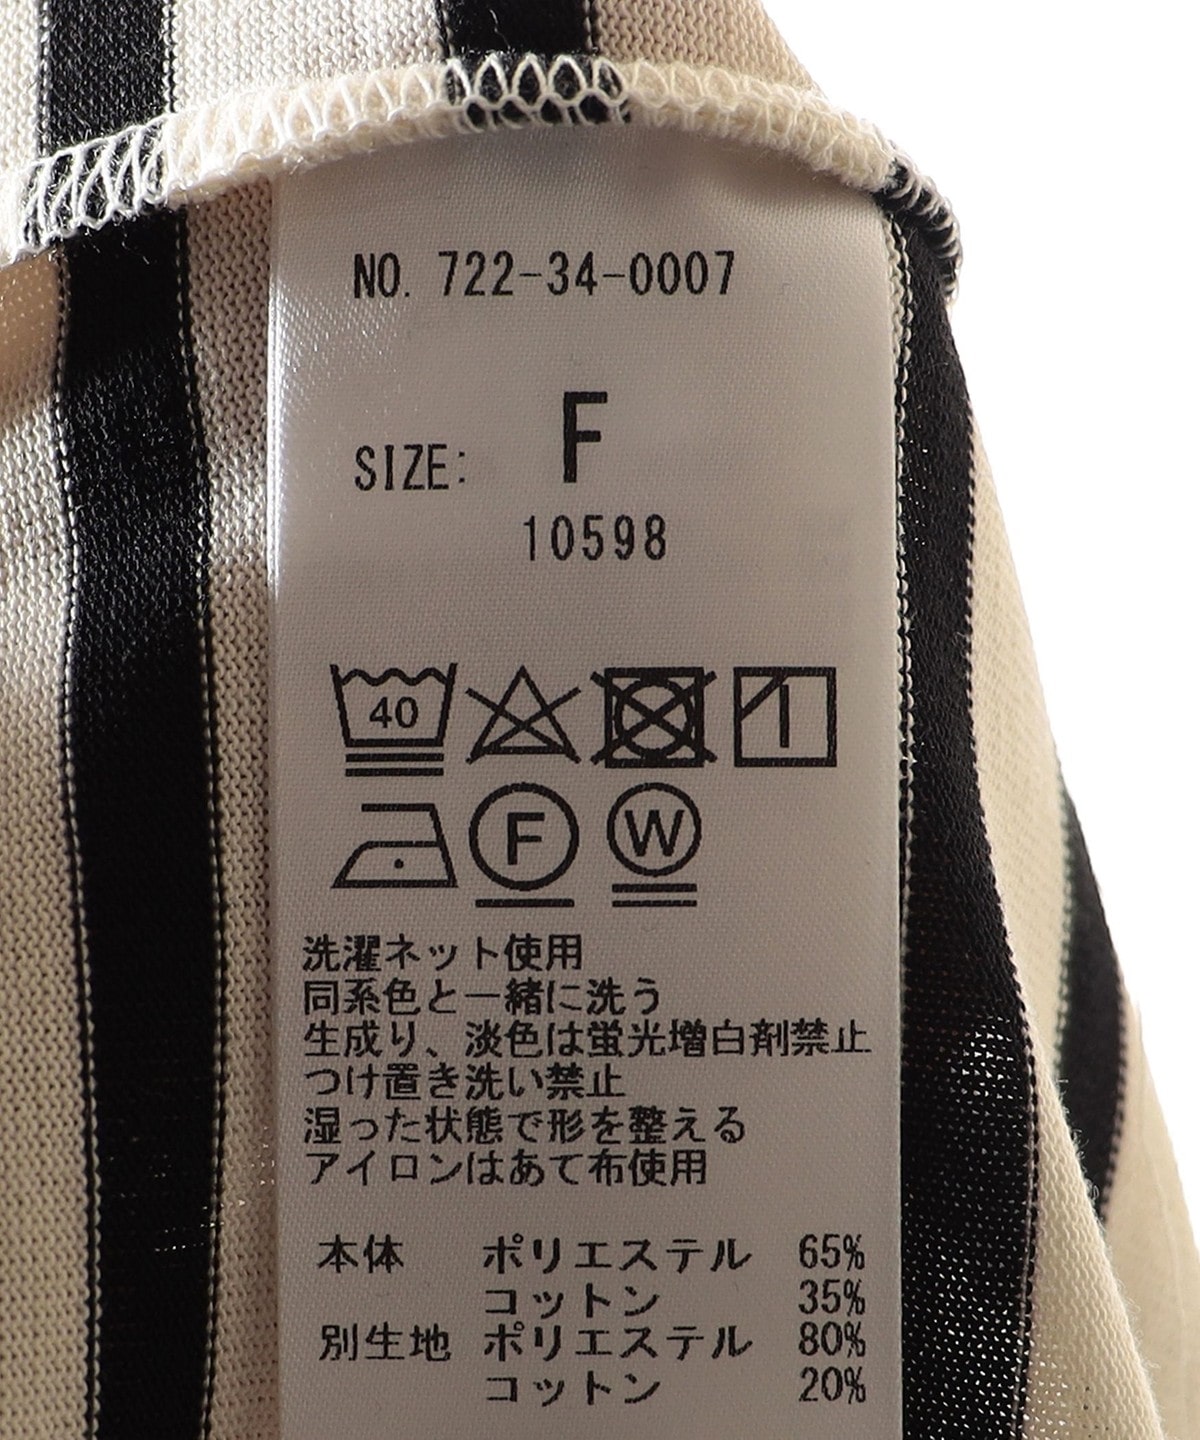 NO. 722-34-0007
SIZE: F
10598
40
F W
洗濯ネット使用
同系色と一緒に洗う
生成り、淡色は蛍光増白剤禁止
つけ置き洗い禁止
湿った状態で形を整える
アイロンはあて布使用
本体 ポリエステル 65%
コットン 35%
別生地 ポリエステル 80%
コットン 20%